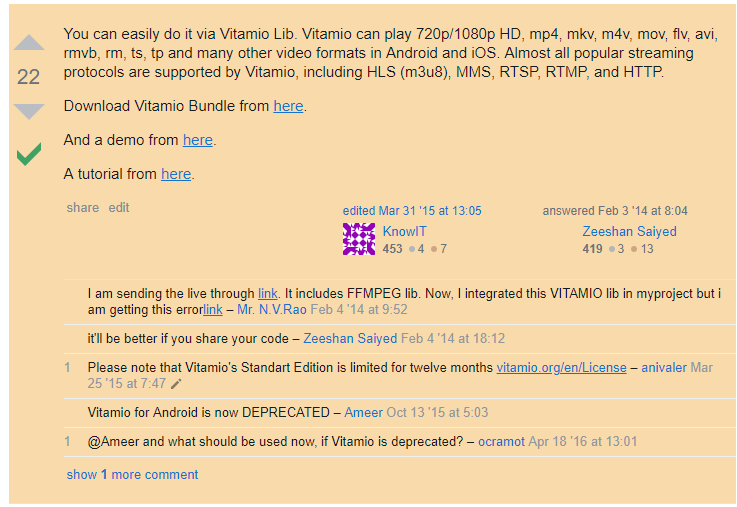 You can easily do it via Vitamio Lib. Vitamio can play 720p/1080p HD, mp4, mkv, m4v, mov, flv, avi,
rmvb, rm, ts, tp and many other video formats in Android and iOS. Almost all popular streaming
protocols are supported by Vitamio, including HLS (m3u8), MMS, RTSP, RTMP, and HTTP.
22
Download Vitamio Bundle from here.
And a demo from here.
A tutorial from here.
share edit
edited Mar 31 '15 at 13:05
KnowIT
453 4 7
answered Feb 3 '14 at 8:04
Zeeshan Saiyed
419 3 13
I am sending the live through link. It includes FFMPEG lib. Now, I integrated this VITAMIO lib in myproject but i
am getting this errorlink – Mr. N.V.Rao Feb 4 '14 at 9:52
it'll be better if you share your code – Zeeshan Saiyed Feb 4 '14 at 18:12
1 Please note that Vitamio's Standart Edition is limited for twelve months vitamio.org/en/License – anivaler Mar
25 '15 at 7:47
Vitamio for Android is now DEPRECATED – Ameer Oct 13 '15 at 5:03
1 @Ameer and what should be used now, if Vitamio is deprecated? – ocramot Apr 18 '16 at 13:01
show 1 more comment